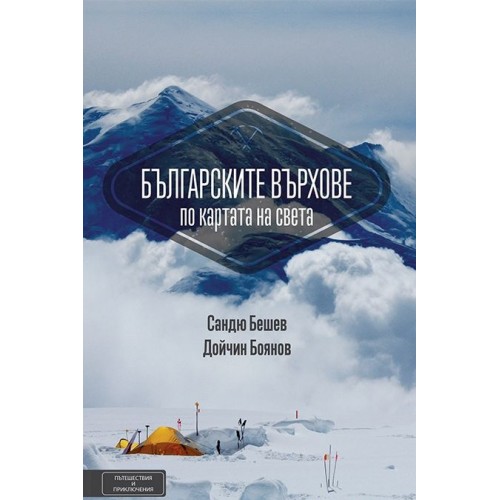 БЪЛГАРСКИТЕ ВЪРХОВЕ
ПО КАРТАТА НА СВЕТА
Сандю Бешев
Дойчин Боянов
ПЪТЕШЕСТВИЯ
И
ПРИКЛЮЧЕНИЯ